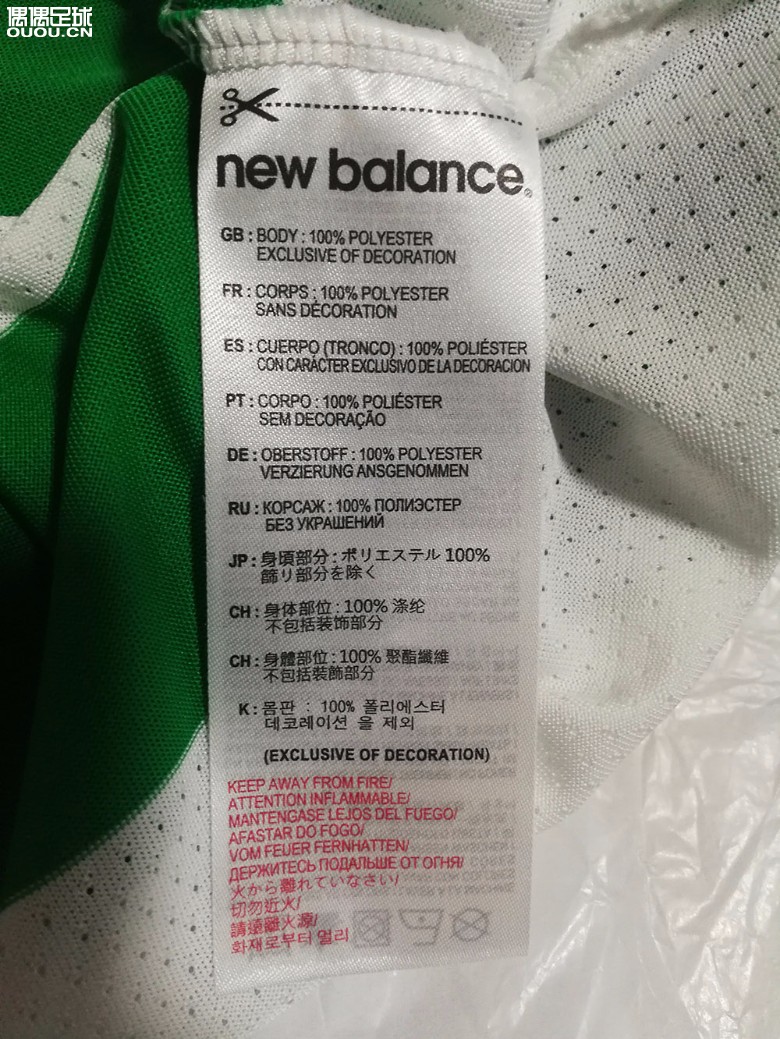 偶偶足球
OUOU.CN
new balance®
GB : BODY : 100% POLYESTER
EXCLUSIVE OF DECORATION
FR : CORPS : 100% POLYESTER
SANS DÉCORATION
ES : CUERPO (TRONCO) : 100% POLIÉSTER
CON CARÁCTER EXCLUSIVO DE LA DECORACION
PT : CORPO : 100% POLIÉSTER
SEM DECORAÇÃO
DE : OBERSTOFF : 100% POLYESTER
VERZIERUNG ANSGENOMMEN
RU : КОРСАЖ : 100% ПОЛИЭСТЕР
БЕЗ УКРАШЕНИЙ
JP : 身頃部分 : ポリエステル 100%
飾り部分を除く
CH : 身体部位 : 100% 涤纶
不包括装饰部分
CH : 身體部位 : 100% 聚酯纖維
不包括裝飾部分
K : 몸판 : 100% 폴리에스터
데코레이션 을 제외
(EXCLUSIVE OF DECORATION)
KEEP AWAY FROM FIRE/
ATTENTION INFLAMMABLE/
MANTENGASE LEJOS DEL FUEGO/
AFASTAR DO FOGO/
VOM FEUER FERNHATTEN/
ДЕРЖИТЕСЬ ПОДАЛЬШЕ ОТ ОГНЯ/
火から離れていなさい/
切勿近火/
請遠離火源/
화재로부터 멀리